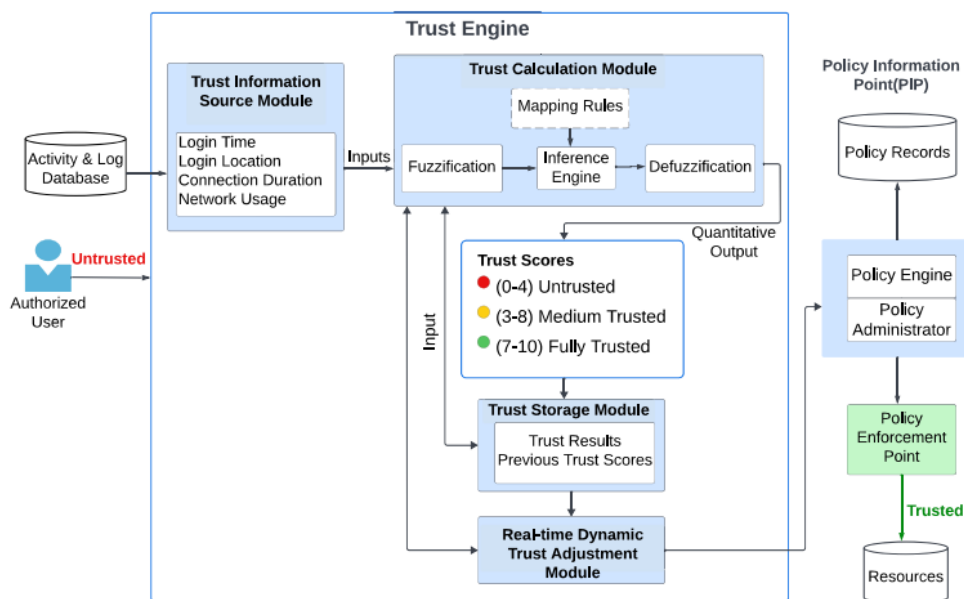 Trust Engine
Trust Information
Source Module
Login Time
Login Location
Connection Duration
Network Usage
Activity & Log
Database
Untrusted
Authorized
User
Inputs
Trust Calculation Module
Mapping Rules
Fuzzification
Inference
Engine
Defuzzification
Quantitative
Output
Trust Scores
(0-4) Untrusted
(3-8) Medium Trusted
(7-10) Fully Trusted
Input
Trust Storage Module
Trust Results
Previous Trust Scores
Real-time Dynamic
Trust Adjustment
Module
Policy Information
Point(PIP)
Policy Records
Policy Engine
Policy
Administrator
Policy
Enforcement
Point
Trusted
Resources